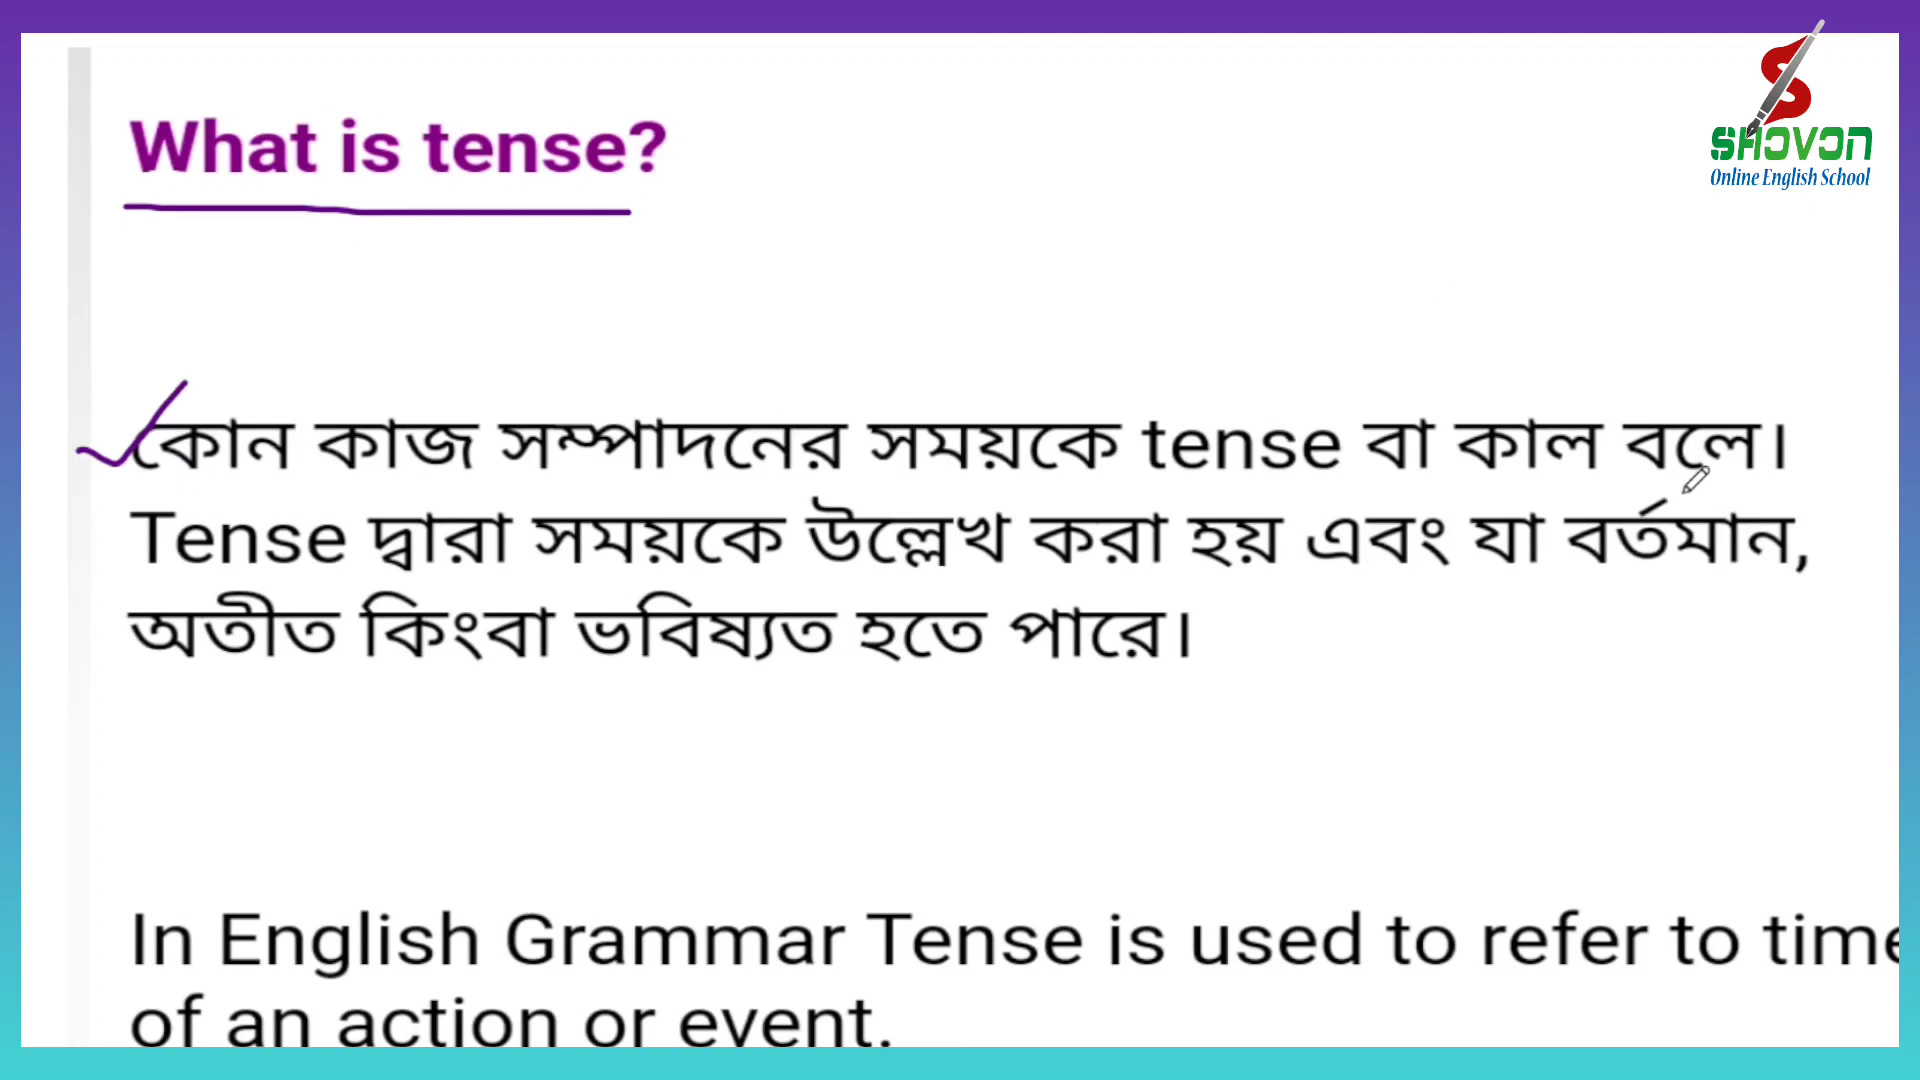 SHOVON
Online English School
What is tense?
কোন কাজ সম্পাদনের সময়কে tense বা কাল বলে।
Tense দ্বারা সময়কে উল্লেখ করা হয় এবং যা বর্তমান,
অতীত কিংবা ভবিষ্যত হতে পারে।
In English Grammar Tense is used to refer to time
of an action or event.